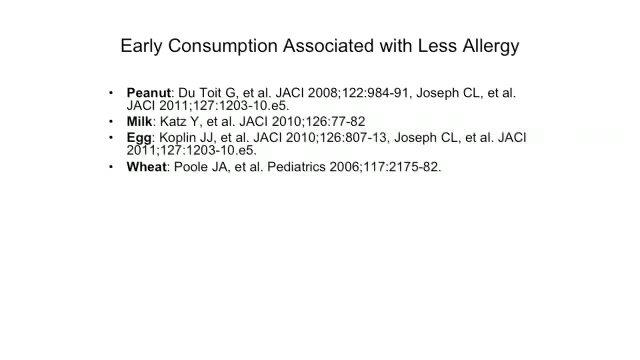 Early Consumption Associated with Less Allergy
• Peanut: Du Toit G, et al. JACI 2008;122:984-91, Joseph CL, et al.
JACI 2011;127:1203-10.e5.
• Milk: Katz Y, et al. JACI 2010;126:77-82
• Egg: Koplin JJ, et al. JACI 2010;126:807-13, Joseph CL, et al. JACI
2011;127:1203-10.e5.
• Wheat: Poole JA, et al. Pediatrics 2006;117:2175-82.